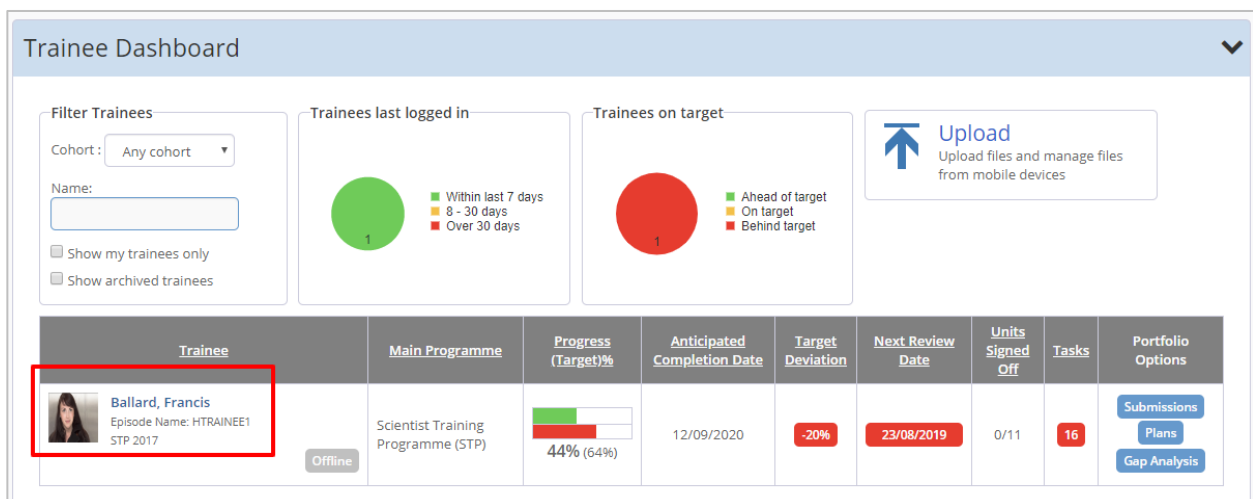 Trainee Dashboard
Filter Trainees
Cohort : Any cohort
Name:
Show my trainees only
Show archived trainees
Trainees last logged in
1
Within last 7 days
8 - 30 days
Over 30 days
Trainees on target
1
Ahead of target
On target
Behind target
Upload
Upload files and manage files
from mobile devices
Trainee
Main Programme
Progress
(Target)%
Anticipated
Completion Date
Target
Deviation
Next Review
Date
Units
Signed
Off
Tasks
Portfolio
Options
Ballard, Francis
Episode Name: HTRAINEE1
STP 2017
Offline
Scientist Training
Programme (STP)
44% (64%)
12/09/2020
-20%
23/08/2019
0/11
16
Submissions
Plans
Gap Analysis